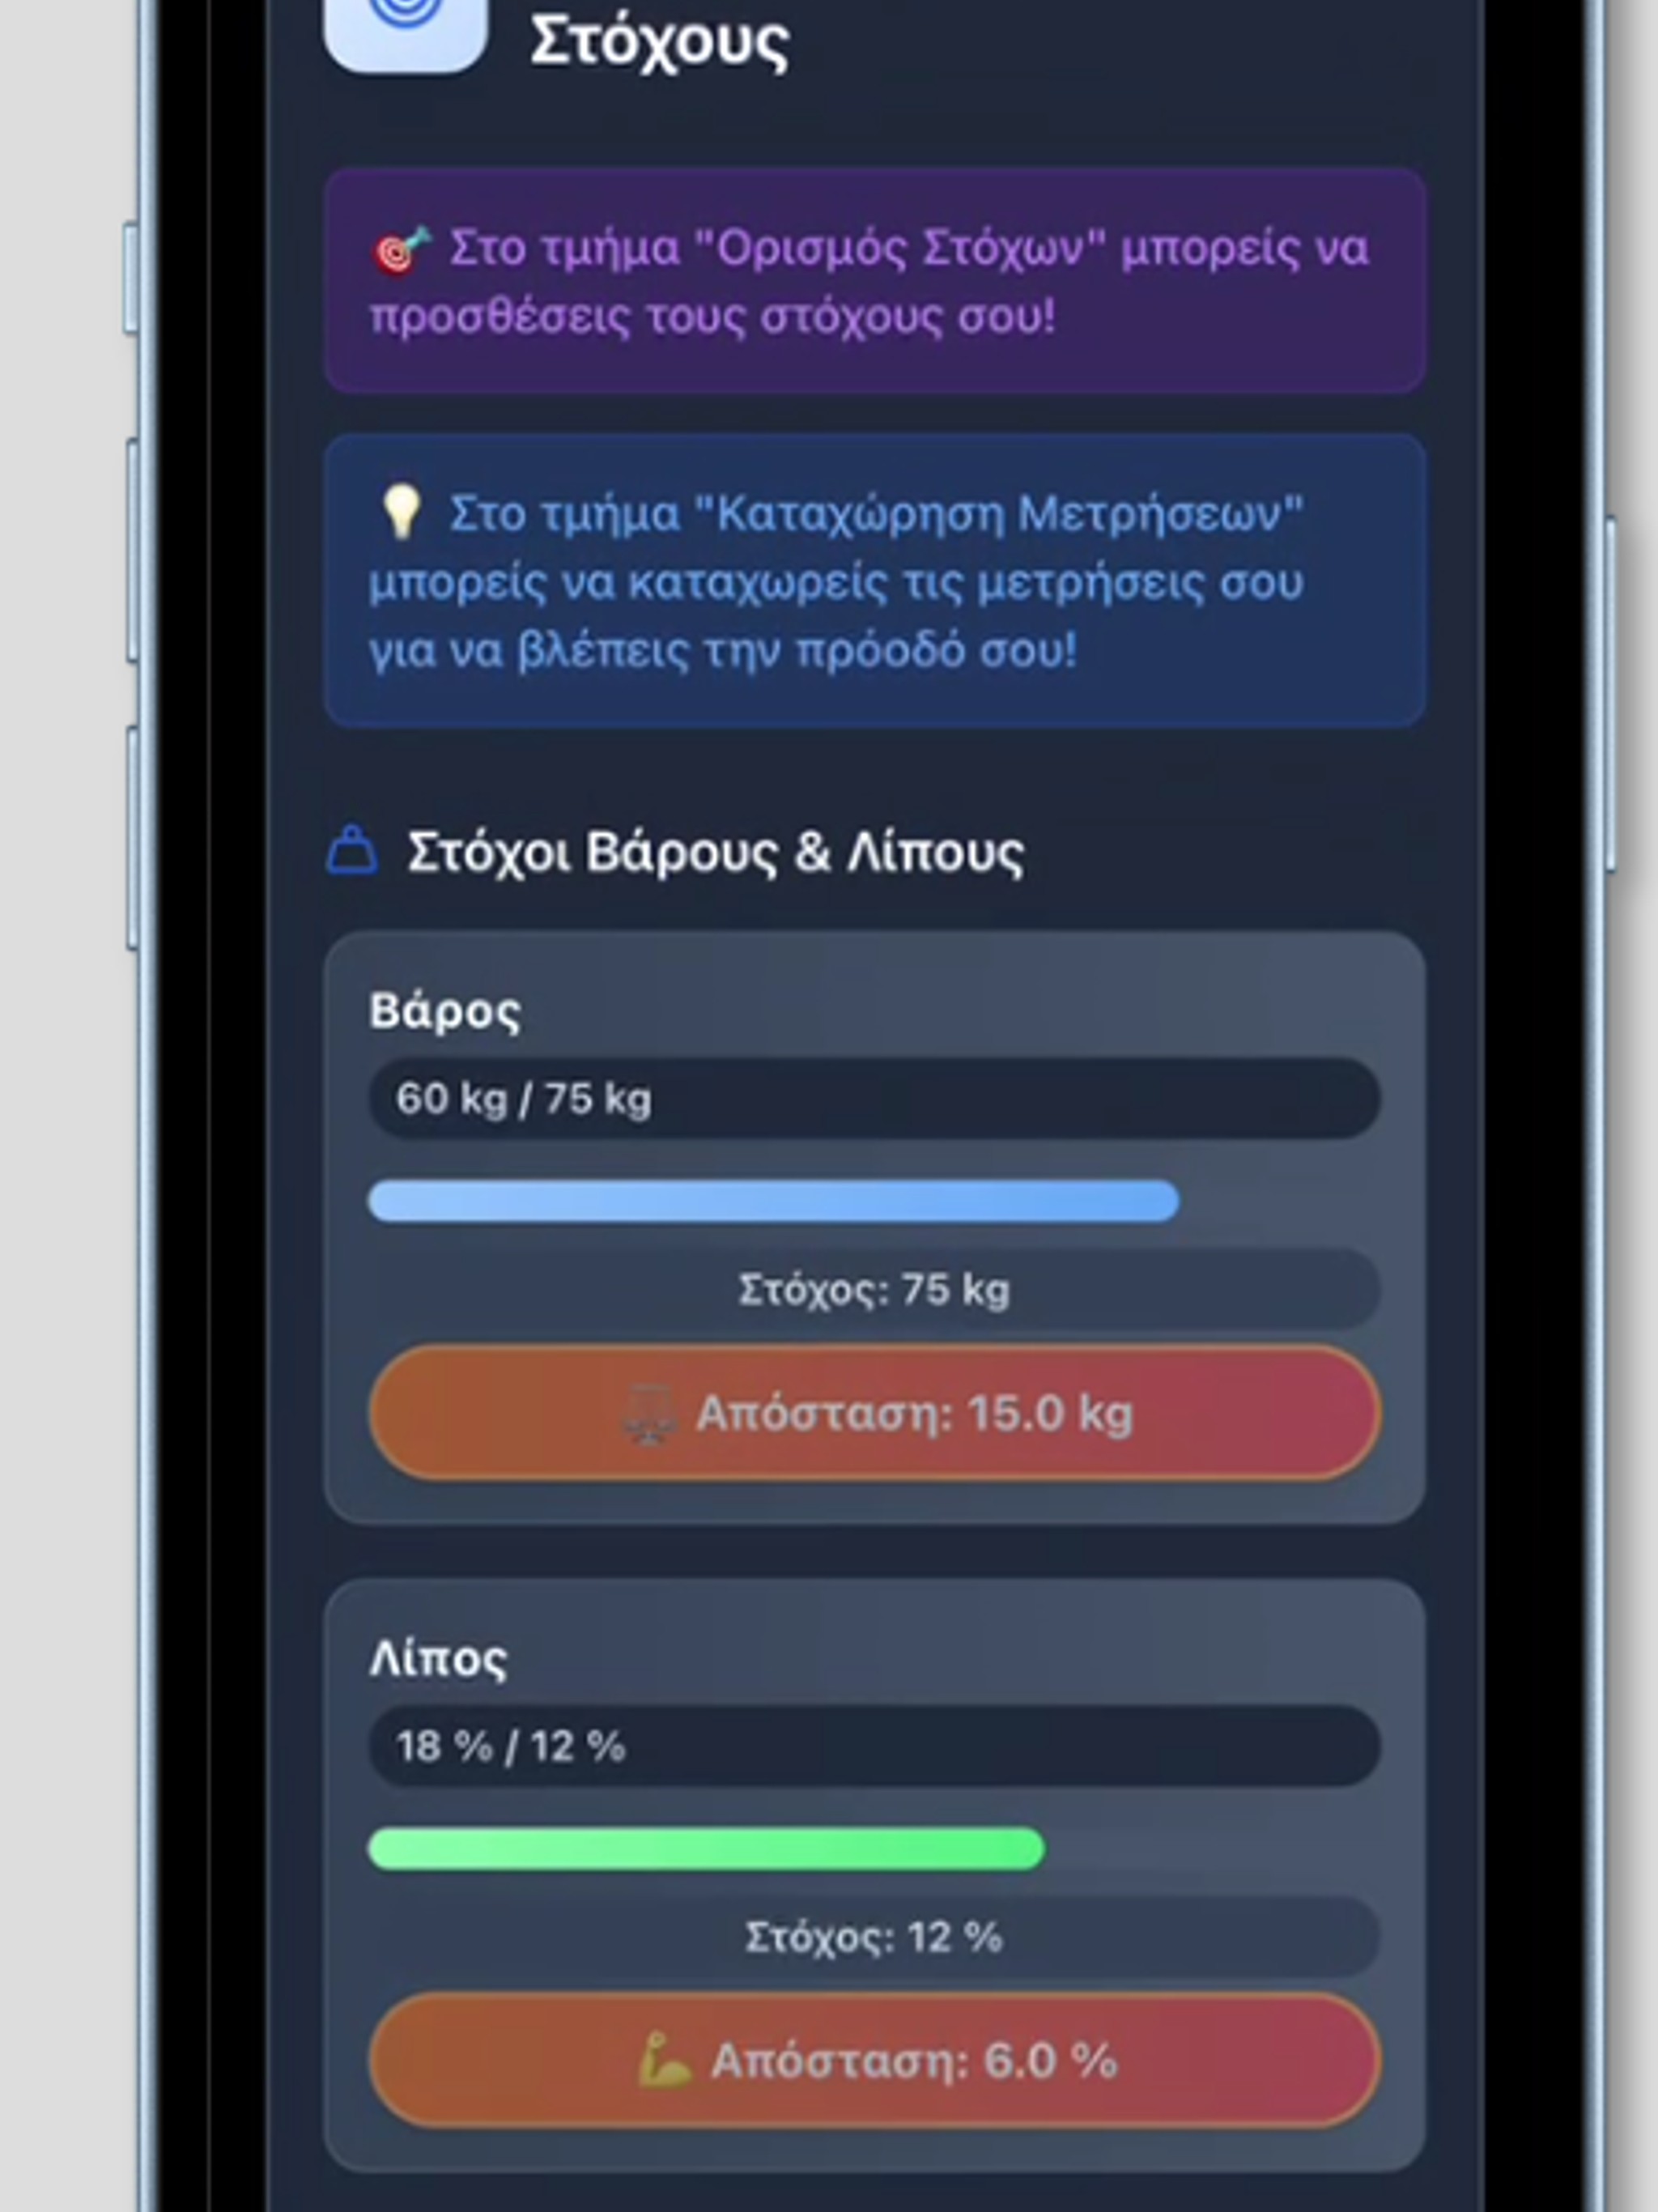 Στόχους
Στο τμήμα "Ορισμός Στόχων" μπορείς να
προσθέσεις τους στόχους σου!
Στο τμήμα "Καταχώρηση Μετρήσεων"
μπορείς να καταχωρείς τις μετρήσεις σου
για να βλέπεις την πρόοδό σου!
Στόχοι Βάρους & Λίπους
Βάρος
60 kg / 75 kg
Στόχος: 75 kg
Απόσταση: 15.0 kg
Λίπος
18 % / 12 %
Στόχος: 12 %
Απόσταση: 6.0 %